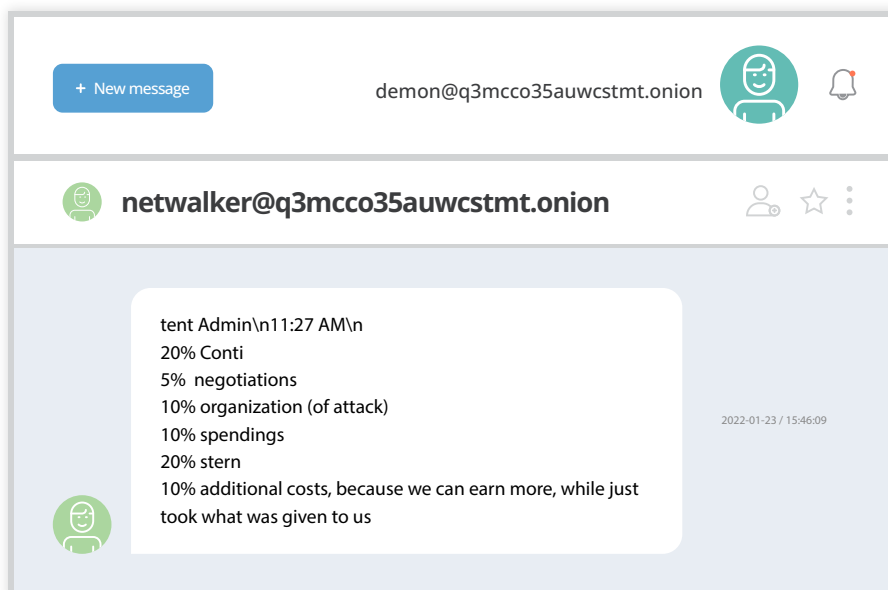 + New message
demon@q3mcco35auwcstmt.onion
netwalker@q3mcco35auwcstmt.onion
tent Admin\n11:27 AM\n
20% Conti
5% negotiations
10% organization (of attack)
10% spendings
20% stern
10% additional costs, because we can earn more, while just
took what was given to us
2022-01-23 / 15:46:09